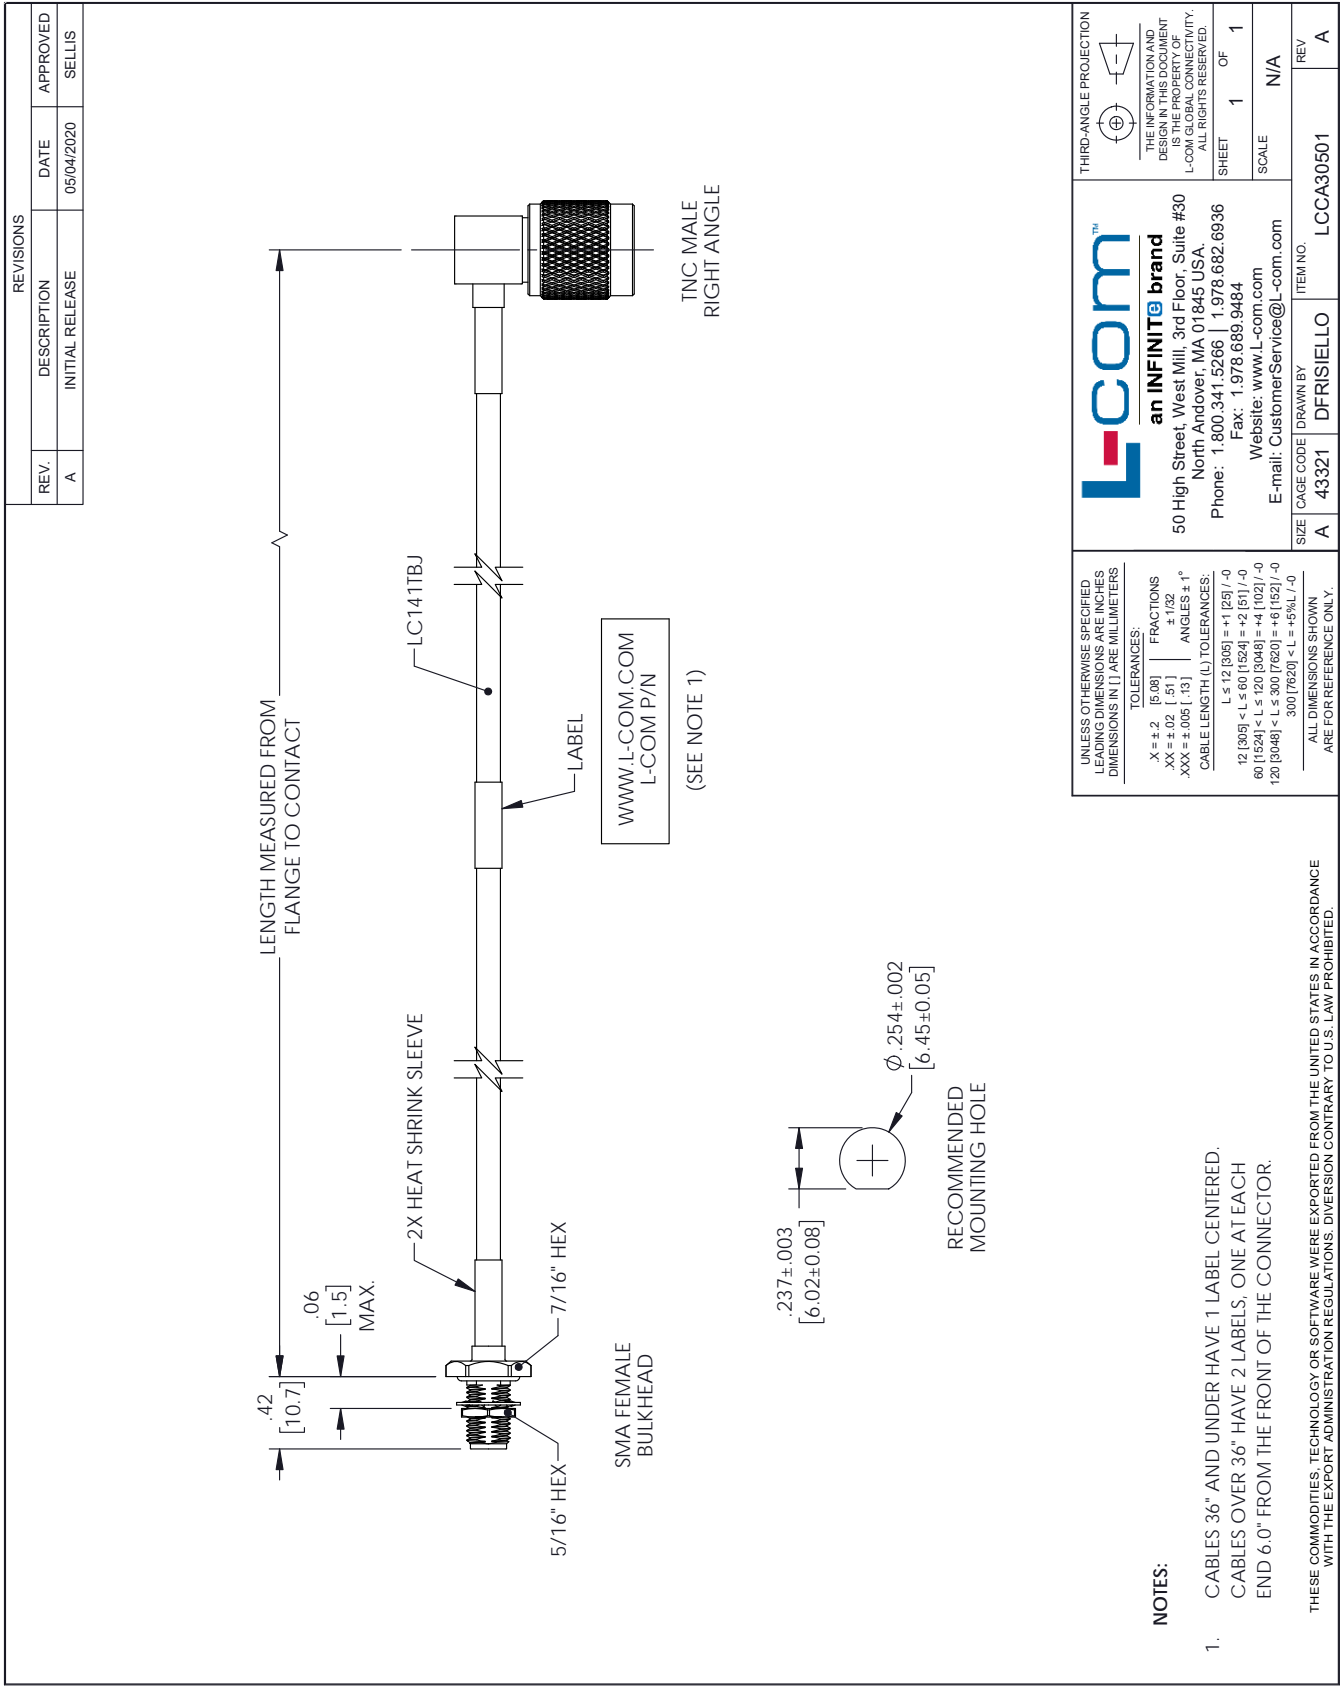 REVISIONS
REV. DESCRIPTION DATE APPROVED
A INITIAL RELEASE 05/04/2020 SELLIS
LENGTH MEASURED FROM
FLANGE TO CONTACT
.42
[10.7]
.06
[1.5]
MAX.
2X HEAT SHRINK SLEEVE
LC141TBJ
5/16" HEX
7/16" HEX
LABEL
WWW.L-COM.COM
L-COM P/N
(SEE NOTE 1)
SMA FEMALE
BULKHEAD
TNC MALE
RIGHT ANGLE
.237±.003
[6.02±0.08]
Ø.254±.002
[6.45±0.05]
RECOMMENDED
MOUNTING HOLE
NOTES:
1. CABLES 36" AND UNDER HAVE 1 LABEL CENTERED.
CABLES OVER 36" HAVE 2 LABELS, ONE AT EACH
END 6.0" FROM THE FRONT OF THE CONNECTOR.
THESE COMMODITIES, TECHNOLOGY OR SOFTWARE WERE EXPORTED FROM THE UNITED STATES IN ACCORDANCE
WITH THE EXPORT ADMINISTRATION REGULATIONS. DIVERSION CONTRARY TO U.S. LAW PROHIBITED.
UNLESS OTHERWISE SPECIFIED
LEADING DIMENSIONS ARE INCHES
DIMENSIONS IN [ ] ARE MILLIMETERS
TOLERANCES:
.X = ±.2 [5.08] FRACTIONS
.XX = ±.02 [.51] ± 1/32
.XXX = ±.005 [.13] ANGLES ± 1°
CABLE LENGTH (L) TOLERANCES:
L ≤ 12 [305] = +1 [25] / -0
12 [305] < L ≤ 60 [1524] = +2 [51] / -0
60 [1524] < L ≤ 120 [3048] = +4 [102] / -0
120 [3048] < L ≤ 300 [7620] = +6 [152] / -0
300 [7620] < L = +5%L / -0
ALL DIMENSIONS SHOWN
ARE FOR REFERENCE ONLY.
L-com™
an INFINITe brand
50 High Street, West Mill, 3rd Floor, Suite #30
North Andover, MA 01845 USA.
Phone: 1.800.341.5266 | 1.978.682.6936
Fax: 1.978.689.9484
Website: www.L-com.com
E-mail: CustomerService@L-com.com
THIRD-ANGLE PROJECTION
THE INFORMATION AND
DESIGN IN THIS DOCUMENT
IS THE PROPERTY OF
L-COM GLOBAL CONNECTIVITY.
ALL RIGHTS RESERVED.
SHEET 1 OF 1
SCALE N/A
SIZE A
CAGE CODE 43321
DRAWN BY DFRISIELLO
ITEM NO. LCCA30501
REV A